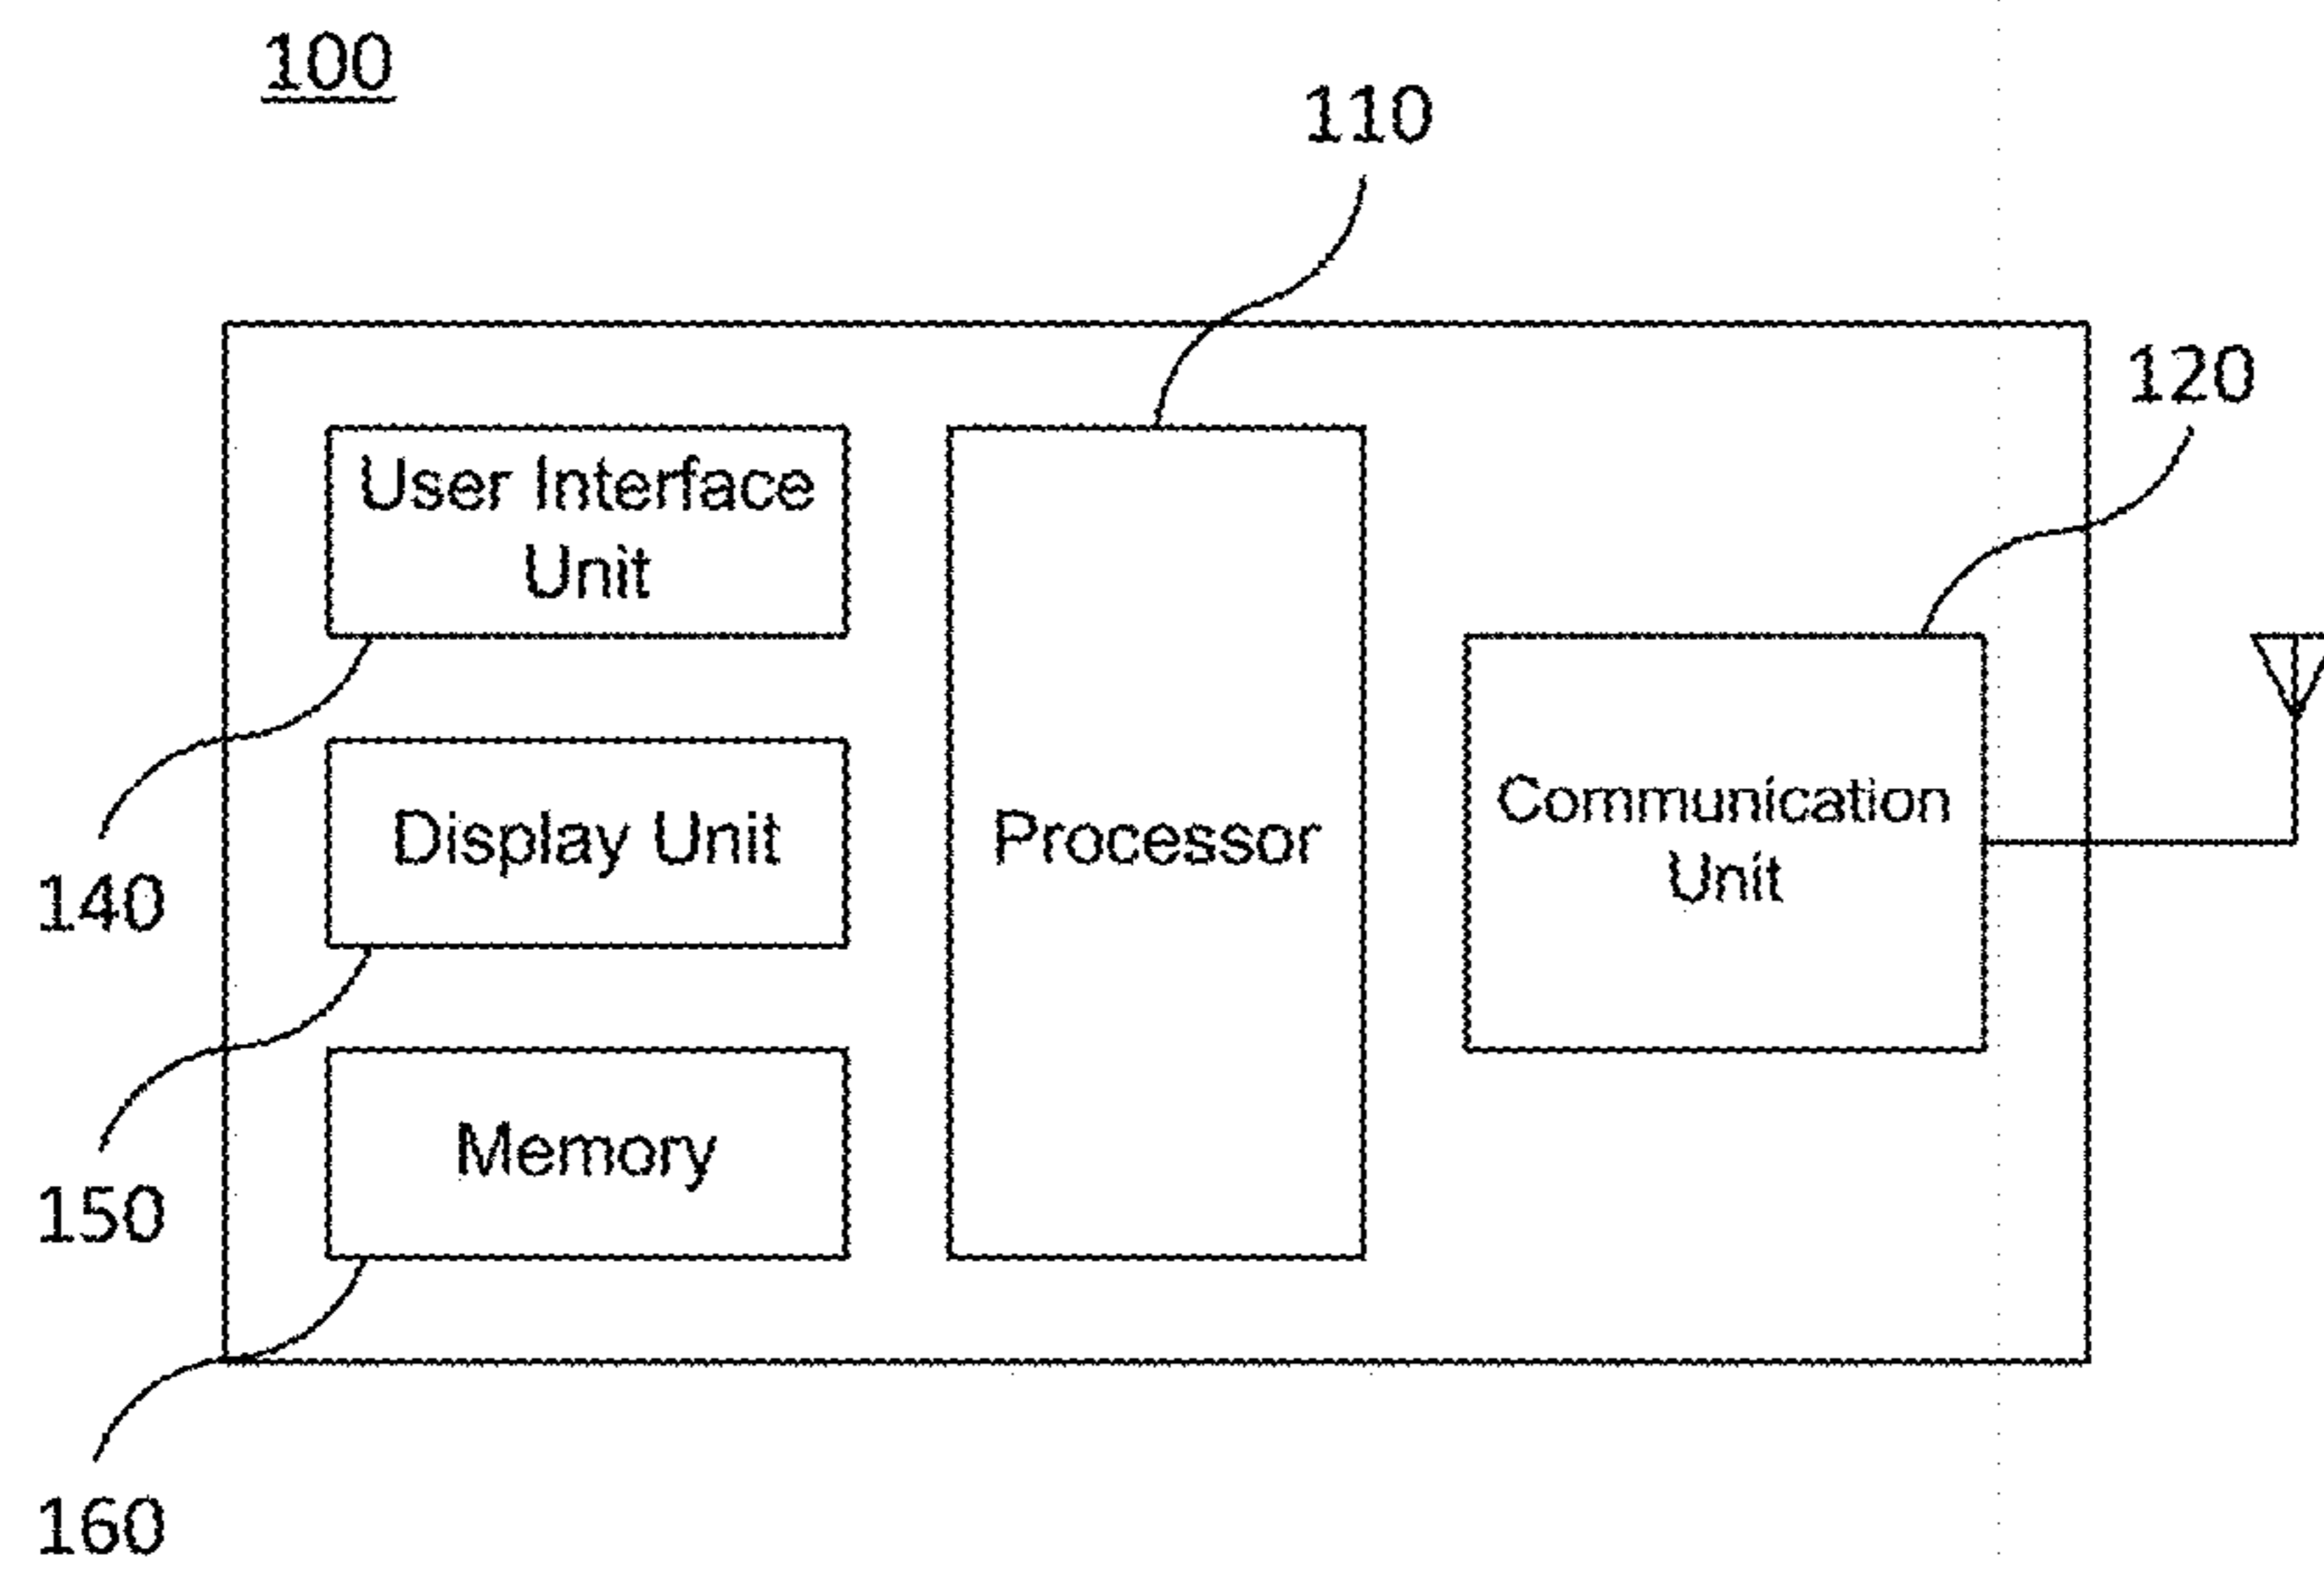 100
110
120
User Interface
Unit
140
Display Unit
150
Memory
160
Processor
Communication
Unit